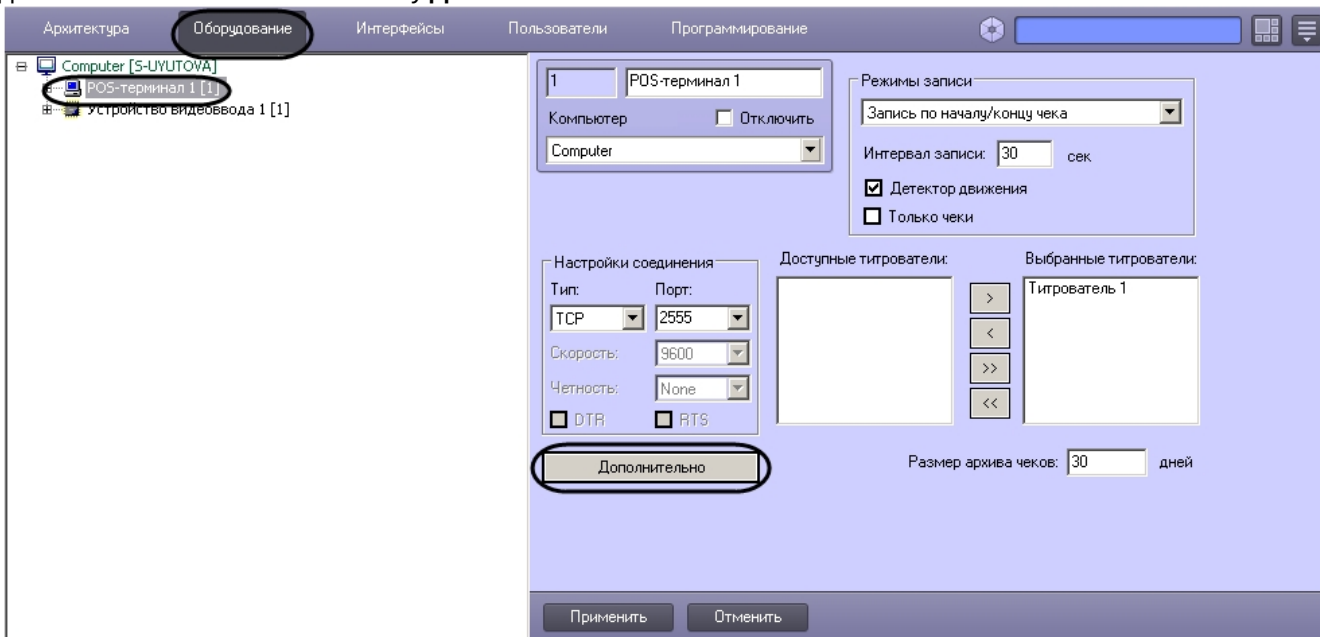 Архитектура Оборудование Интерфейсы Пользователи Программирование
Computer [S-UYUTOVA]
POS-терминал 1 [1]
Устройство видеоввода 1 [1]
1 POS-терминал 1
Компьютер Отключить
Computer
Режимы записи
Запись по началу/концу чека
Интервал записи: 30 сек
Детектор движения
Только чеки
Настройки соединения
Тип: Порт:
TCP 2555
Скорость: 9600
Четность: None
DTR RTS
Доступные титрователи: Выбранные титрователи:
Титрователь 1
>
<
>>
<<
Дополнительно
Размер архива чеков: 30 дней
Применить Отменить